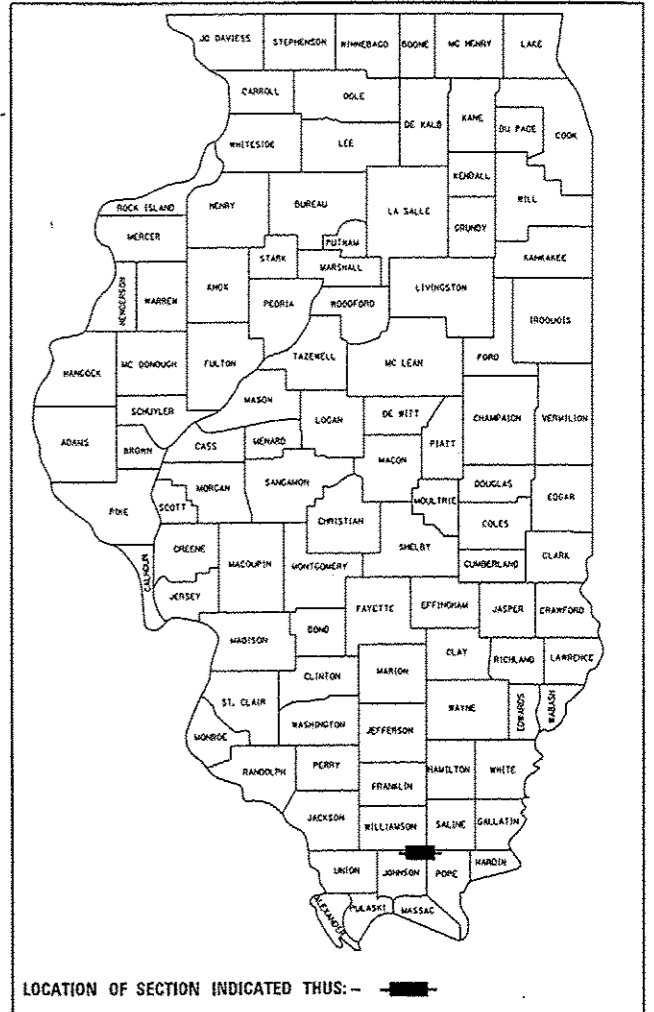 JO DAVIESS STEPHENSON WINNEBAGO BOONE MC HENRY LAKE
CARROLL OGLE DE KALB KANE DU PAGE COOK
WHITESIDE LEE
KENDALL WILL
ROCK ISLAND HENRY BUREAU LA SALLE GRUNDY
MERCER PUTNAM KANKAKEE
STARK MARSHALL
HENDERSON WARREN KNOX PEORIA WOODFORD LIVINGSTON IROQUOIS
HANCOCK MC DONOUGH FULTON TAZEWELL MC LEAN FORD
MASON
SCHUYLER LOGAN DE WITT CHAMPAIGN VERMILION
ADAMS BROWN CASS MENARD PIATT
MACON
MORGAN SANGAMON DOUGLAS EDGAR
PIKE SCOTT CHRISTIAN MOULTRIE
COLES
CALHOUN GREENE MACOUPIN MONTGOMERY SHELBY CUMBERLAND CLARK
JERSEY FAYETTE EFFINGHAM JASPER CRAWFORD
MADISON BOND
CLAY RICHLAND LAWRENCE
CLINTON MARION
ST. CLAIR WAYNE EDWARDS WABASH
MONROE WASHINGTON JEFFERSON
RANDOLPH PERRY HAMILTON WHITE
FRANKLIN
JACKSON WILLIAMSON SALINE GALLATIN
UNION JOHNSON POPE HARDIN
ALEXANDER PULASKI MASSAC
LOCATION OF SECTION INDICATED THUS: -